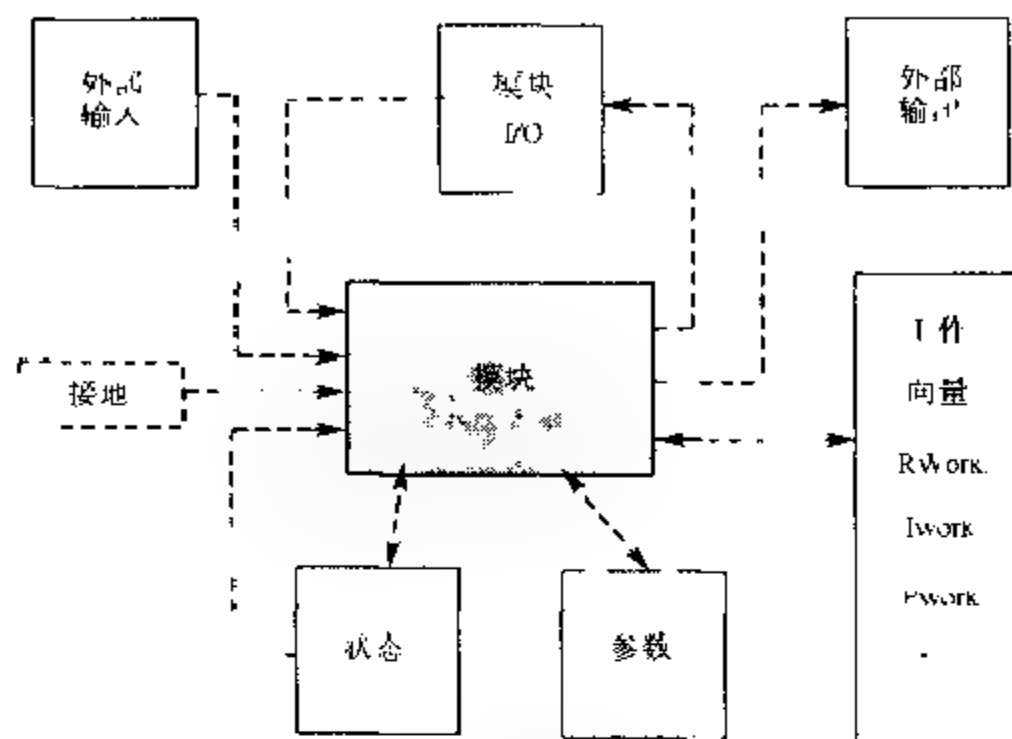 外部
输入
模块
I/O
外部
输出
接地
模块
工作
向量
RWork.
Iwork
Pwork
状态
参数